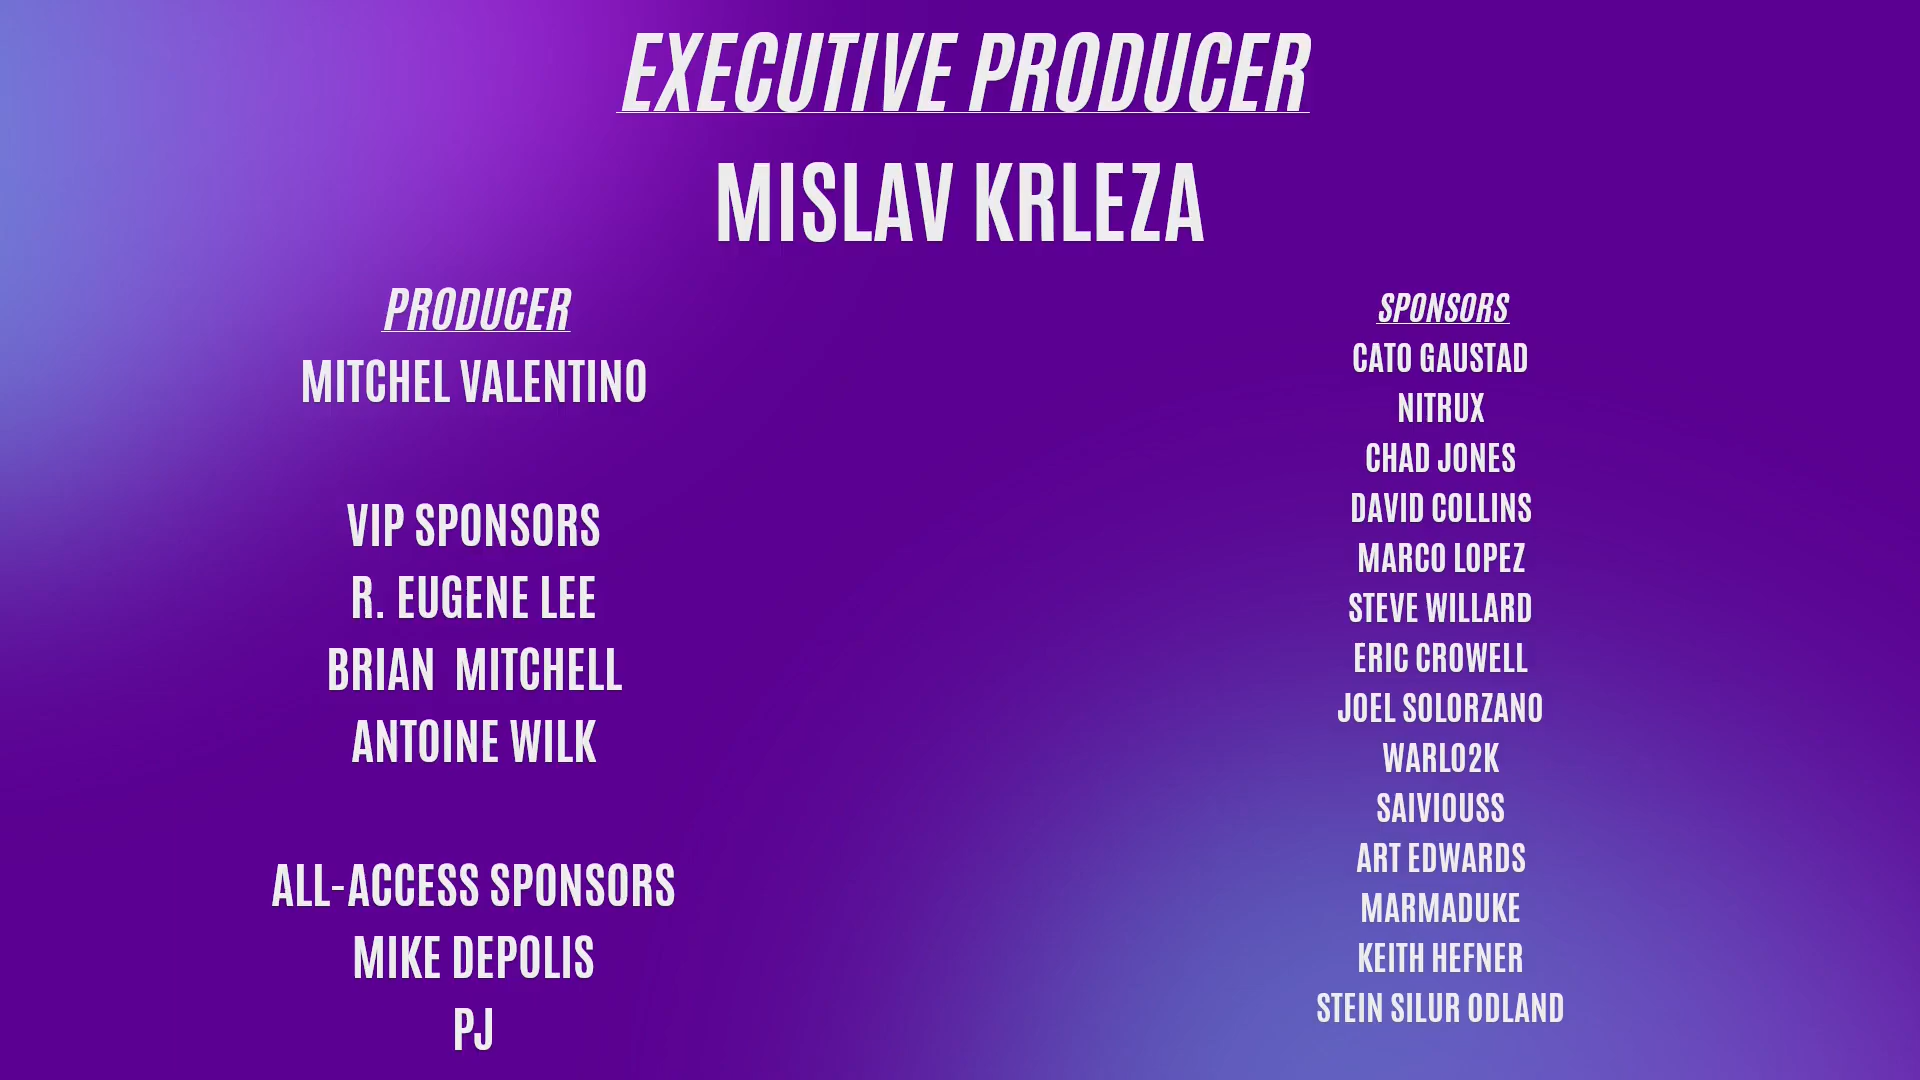 EXECUTIVE PRODUCER
MISLAV KRLEZA
PRODUCER
MITCHEL VALENTINO
VIP SPONSORS
R. EUGENE LEE
BRIAN  MITCHELL
ANTOINE WILK
ALL-ACCESS SPONSORS
MIKE DEPOLIS
PJ
SPONSORS
CATO GAUSTAD
NITRUX
CHAD JONES
DAVID COLLINS
MARCO LOPEZ
STEVE WILLARD
ERIC CROWELL
JOEL SOLORZANO
WARLO2K
SAIVIOUSS
ART EDWARDS
MARMADUKE
KEITH HEFNER
STEIN SILUR ODLAND